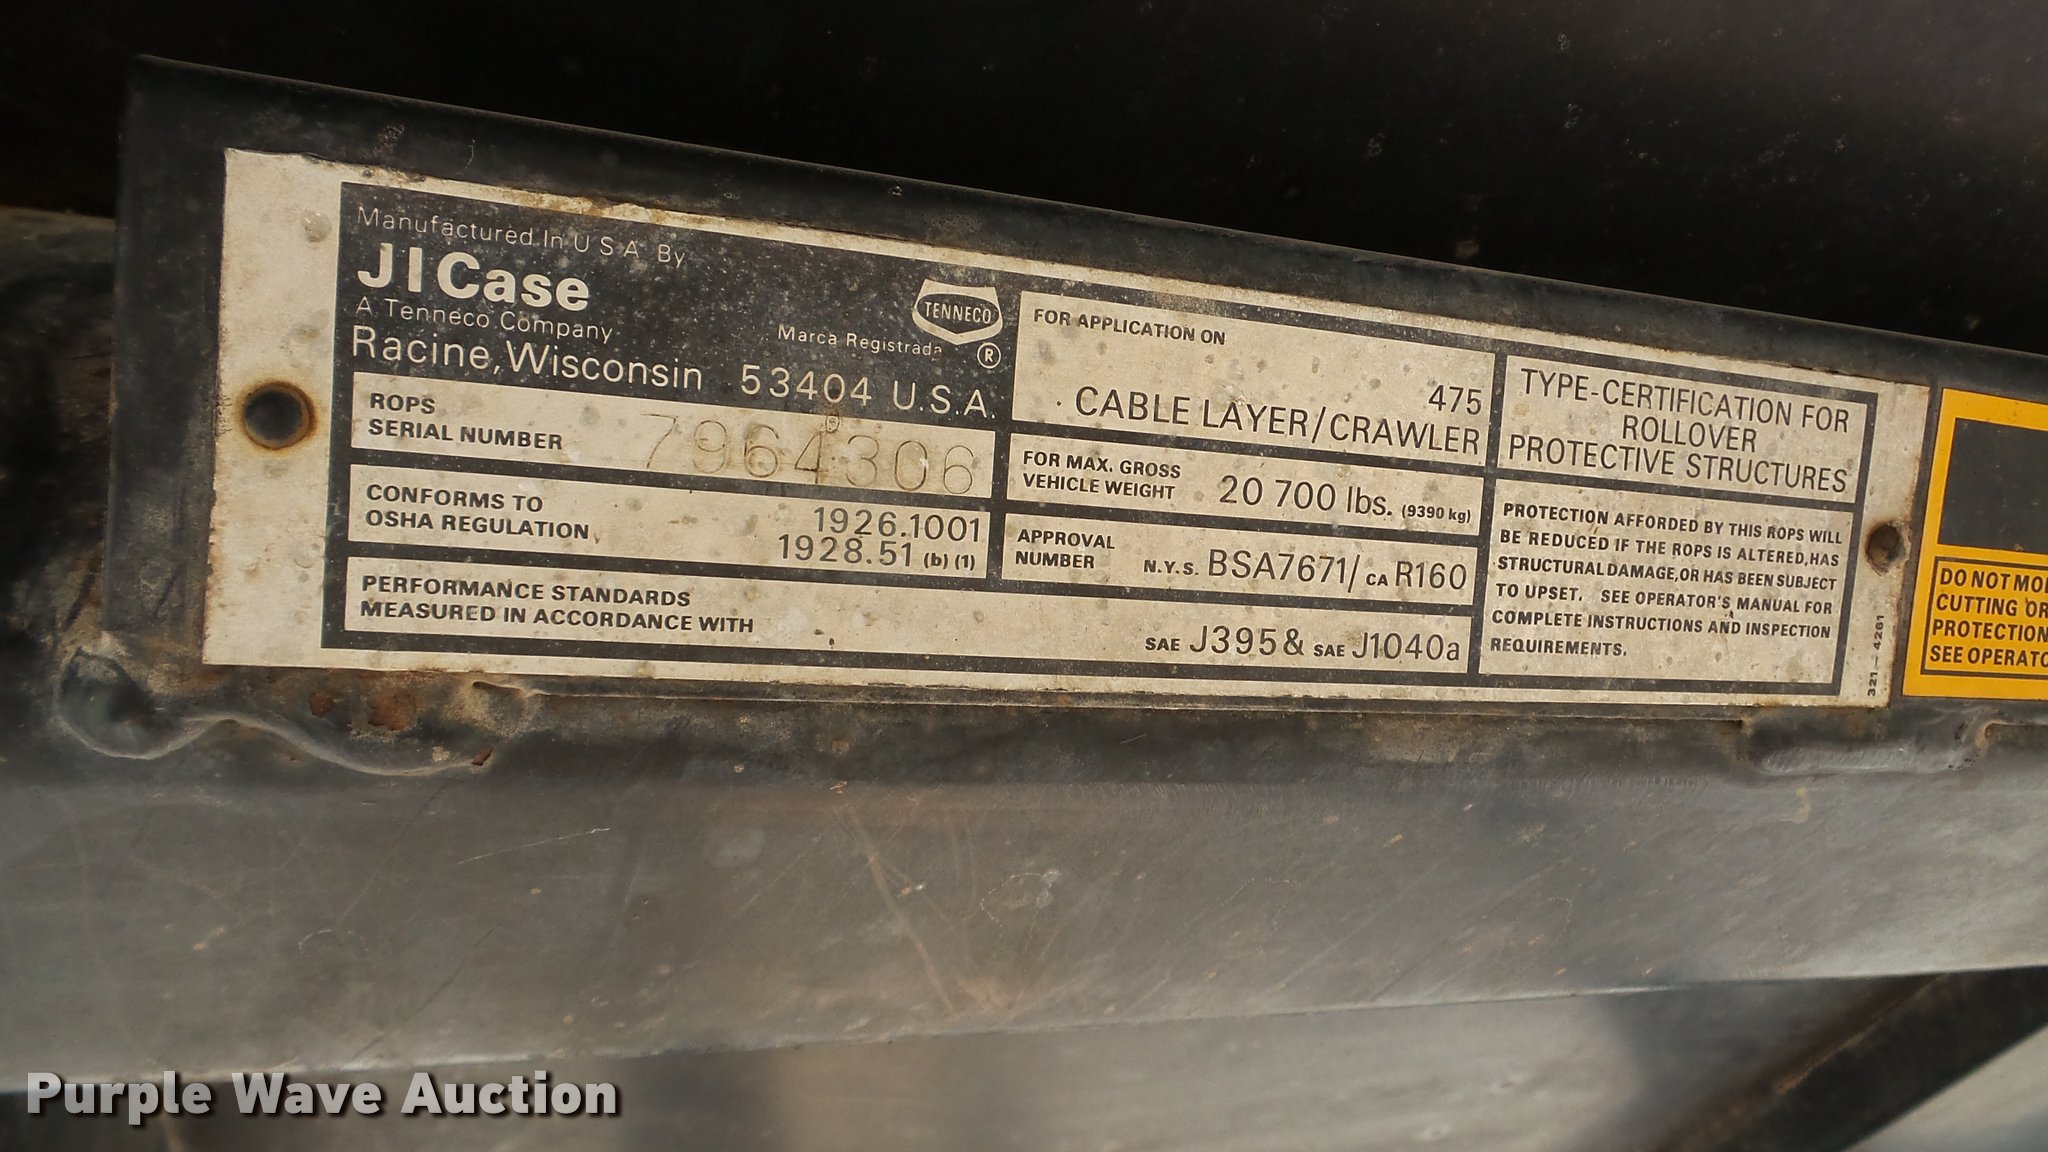 Manufactured In U S A By
JI Case
A Tenneco Company
Racine, Wisconsin 53404 U.S.A.
Marca Registrada
TENNECO
®
ROPS
SERIAL NUMBER 7964306
CONFORMS TO
OSHA REGULATION
1926.1001
1928.51 (b) (1)
PERFORMANCE STANDARDS
MEASURED IN ACCORDANCE WITH
SAE J395 & SAE J1040a
FOR APPLICATION ON
475
CABLE LAYER/CRAWLER
FOR MAX. GROSS
VEHICLE WEIGHT 20 700 lbs. (9390 kg)
APPROVAL
NUMBER N.Y.S. BSA7671/ CA R160
TYPE-CERTIFICATION FOR
ROLLOVER
PROTECTIVE STRUCTURES
PROTECTION AFFORDED BY THIS ROPS WILL
BE REDUCED IF THE ROPS IS ALTERED, HAS
STRUCTURAL DAMAGE, OR HAS BEEN SUBJECT
TO UPSET. SEE OPERATOR'S MANUAL FOR
COMPLETE INSTRUCTIONS AND INSPECTION
REQUIREMENTS.
321-4261
DO NOT
CUTTING OR
PROTECTION
SEE
Purple Wave Auction